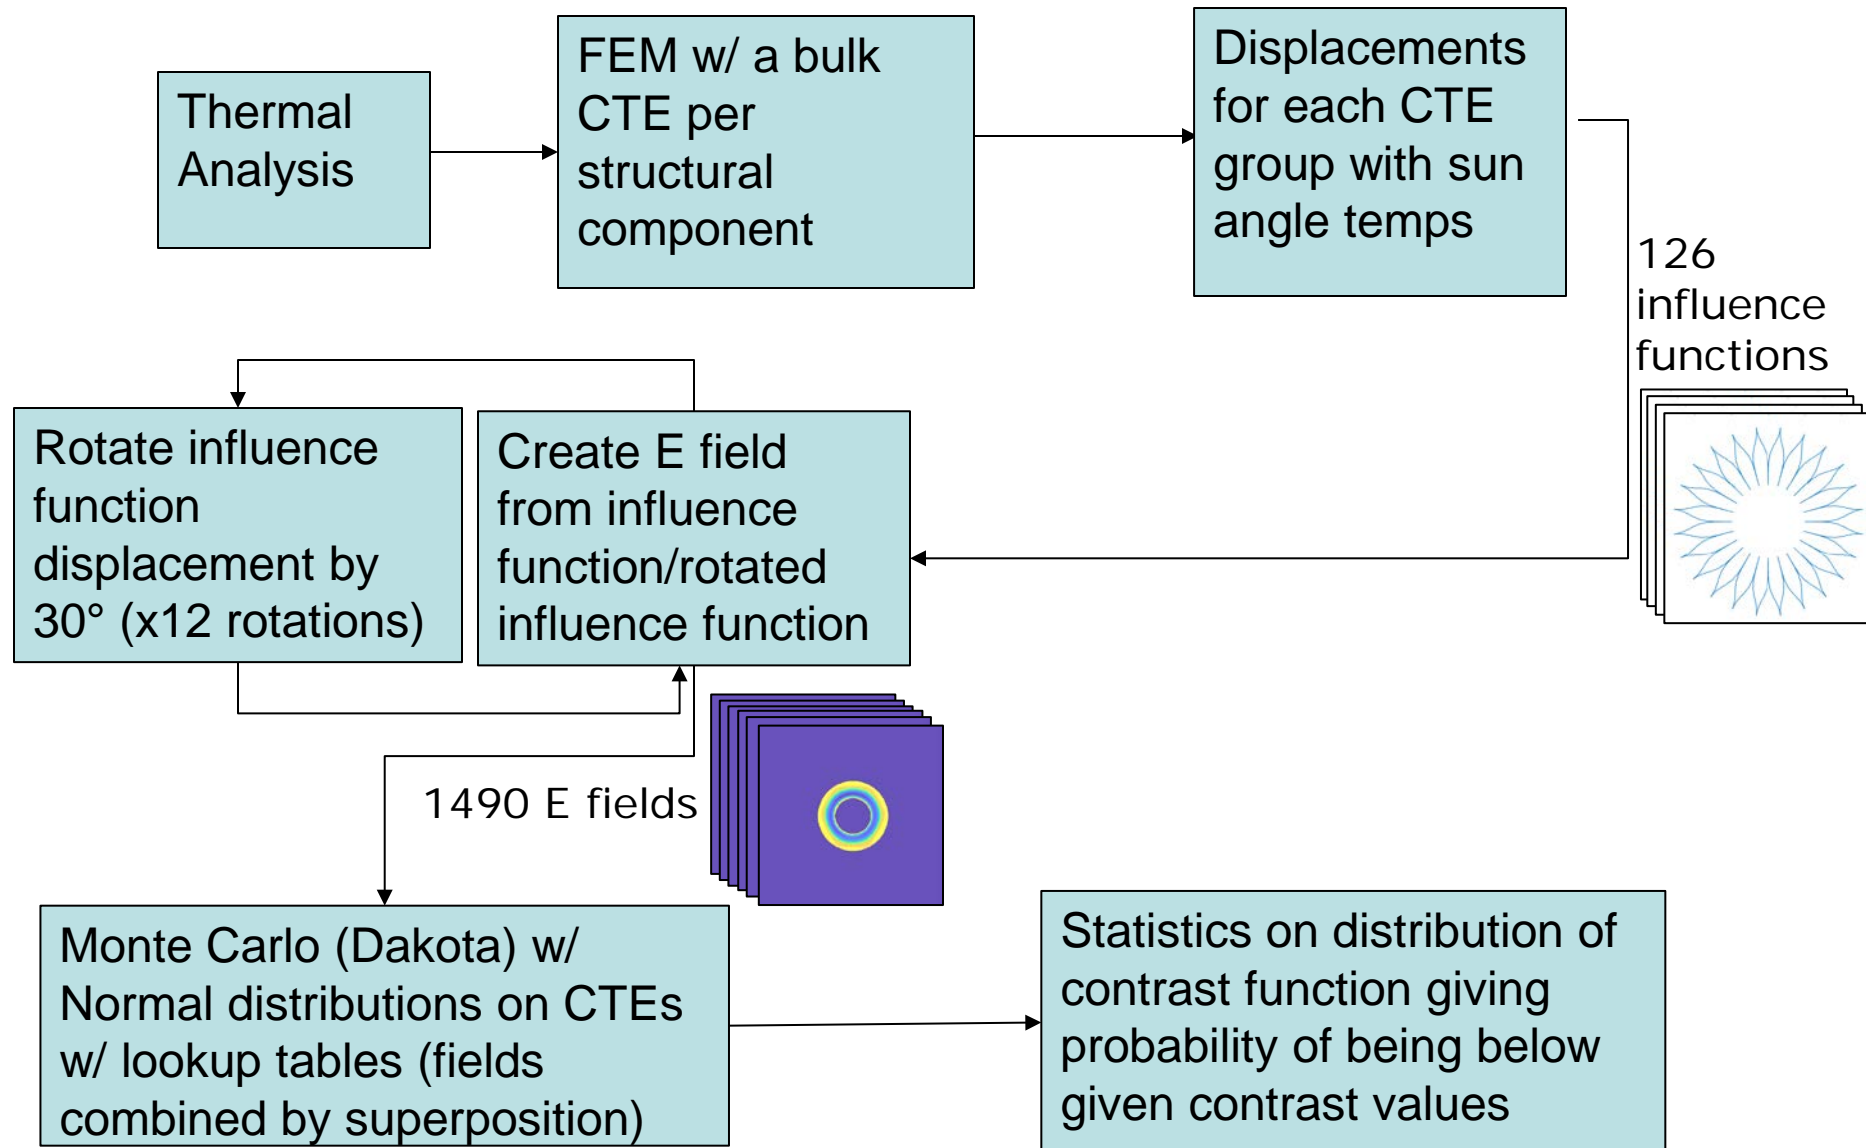 Thermal
Analysis
FEM w/ a bulk
CTE per
structural
component
Displacements
for each CTE
group with sun
angle temps
126
influence
functions
Rotate influence
function
displacement by
30° (x12 rotations)
Create E field
from influence
function/rotated
influence function
1490 E fields
Monte Carlo (Dakota) w/
Normal distributions on CTEs
w/ lookup tables (fields
combined by superposition)
Statistics on distribution of
contrast function giving
probability of being below
given contrast values